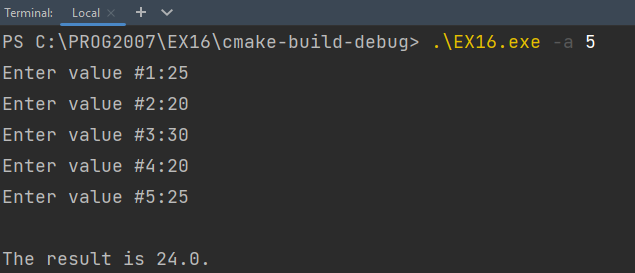 Terminal: Local × + ⌄
PS C:\PROG2007\EX16\cmake-build-debug> .\EX16.exe -a 5
Enter value #1:25
Enter value #2:20
Enter value #3:30
Enter value #4:20
Enter value #5:25
The result is 24.0.